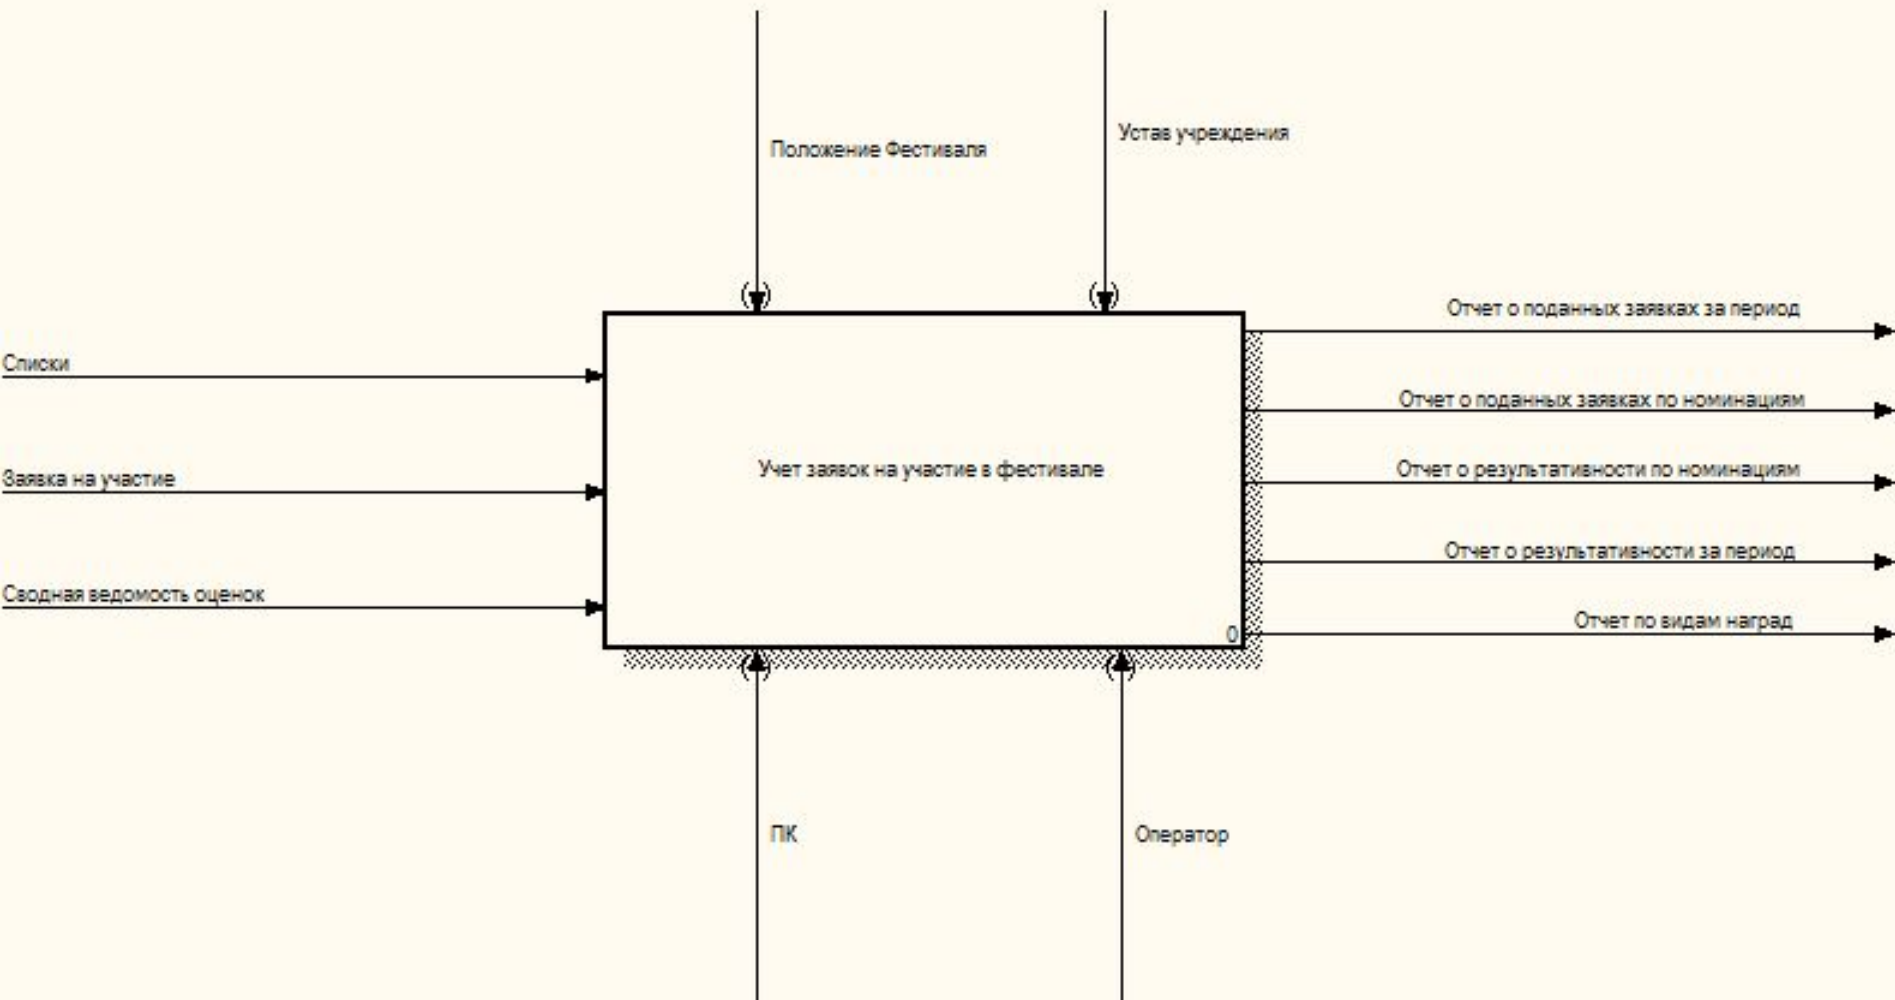 Положение Фестиваля
Устав учреждения
Списки
Заявка на участие
Сводная ведомость оценок
Учет заявок на участие в фестивале
0
Отчет о поданных заявках за период
Отчет о поданных заявках по номинациям
Отчет о результативности по номинациям
Отчет о результативности за период
Отчет по видам наград
ПК
Оператор